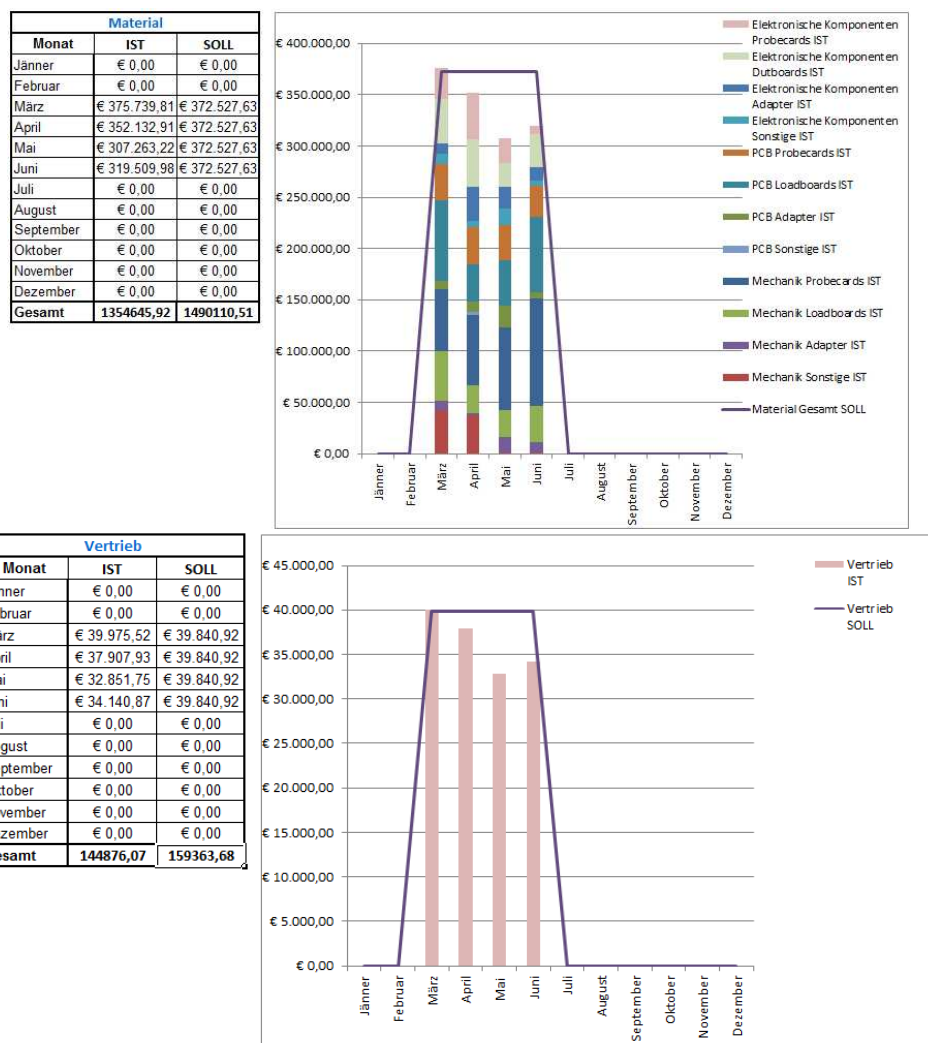 Material
Monat IST SOLL
Jänner € 0,00 € 0,00
Februar € 0,00 € 0,00
März € 375.739,81 € 372.527,63
April € 352.132,91 € 372.527,63
Mai € 307.263,22 € 372.527,63
Juni € 319.509,98 € 372.527,63
Juli € 0,00 € 0,00
August € 0,00 € 0,00
September € 0,00 € 0,00
Oktober € 0,00 € 0,00
November € 0,00 € 0,00
Dezember € 0,00 € 0,00
Gesamt 1354645,92 1490110,51
€ 400.000,00
€ 350.000,00
€ 300.000,00
€ 250.000,00
€ 200.000,00
€ 150.000,00
€ 100.000,00
€ 50.000,00
€ 0,00
Jänner
Februar
März
April
Mai
Juni
Juli
August
September
Oktober
November
Dezember
Elektronische Komponenten
Probecards IST
Elektronische Komponenten
Dutboards IST
Elektronische Komponenten
Adapter IST
Elektronische Komponenten
Sonstige IST
PCB Probecards IST
PCB Loadboards IST
PCB Adapter IST
PCB Sonstige IST
Mechanik Probecards IST
Mechanik Loadboards IST
Mechanik Adapter IST
Mechanik Sonstige IST
Material Gesamt SOLL
Vertrieb
Monat IST SOLL
nner € 0,00 € 0,00
bruar € 0,00 € 0,00
ärz € 39.975,52 € 39.840,92
ril € 37.907,93 € 39.840,92
ai € 32.851,75 € 39.840,92
ni € 34.140,87 € 39.840,92
li € 0,00 € 0,00
gust € 0,00 € 0,00
ptember € 0,00 € 0,00
tober € 0,00 € 0,00
vember € 0,00 € 0,00
zember € 0,00 € 0,00
esamt 144876,07 159363,68
€ 45.000,00
€ 40.000,00
€ 35.000,00
€ 30.000,00
€ 25.000,00
€ 20.000,00
€ 15.000,00
€ 10.000,00
€ 5.000,00
€ 0,00
Jänner
Februar
März
April
Mai
Juni
Juli
August
September
Oktober
November
Dezember
Vertrieb
IST
Vertrieb
SOLL